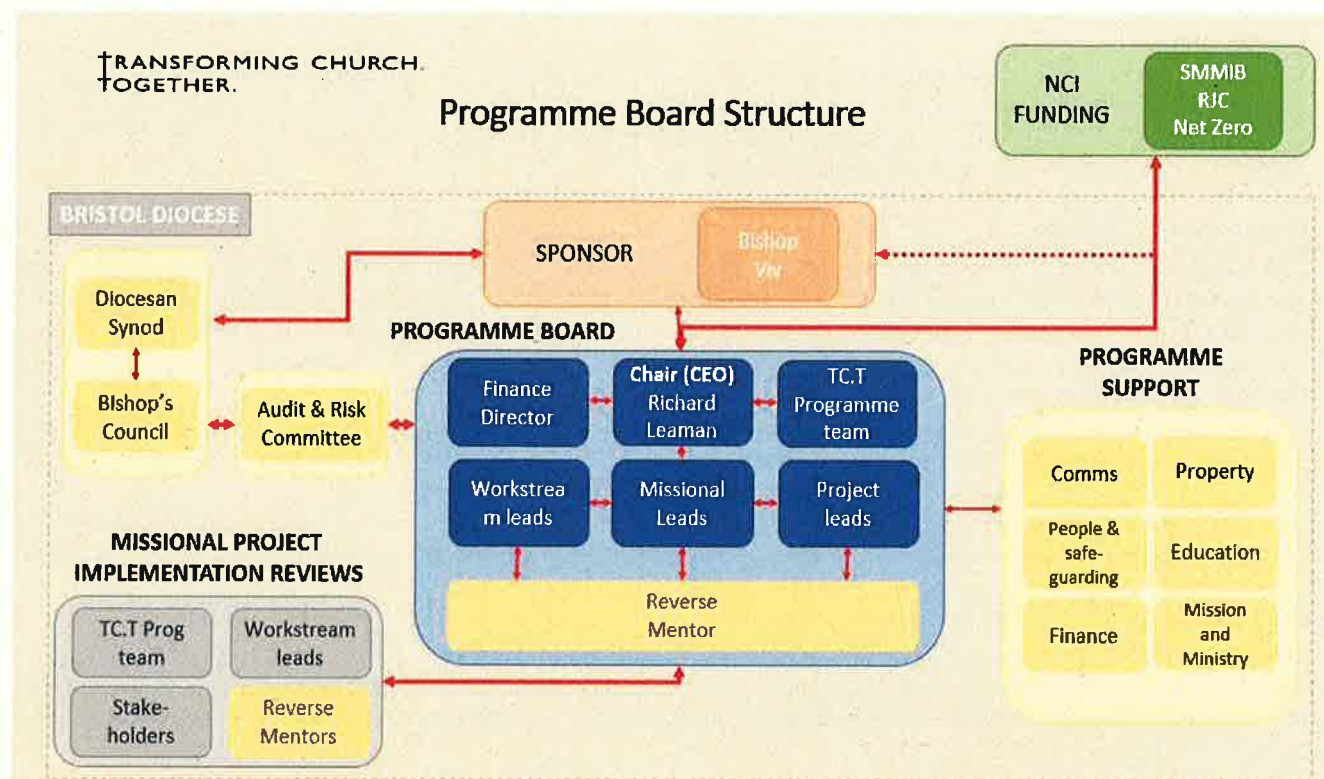 TRANSFORMING CHURCH.
TOGETHER.
Programme Board Structure
NCI
FUNDING
SMMIB
RJC
Net Zero
BRISTOL DIOCESE
SPONSOR
Bishop
Viv
Diocesan
Synod
Bishop's
Council
Audit & Risk
Committee
PROGRAMME BOARD
Finance
Director
Chair (CEO)
Richard
Leaman
TC.T
Programme
team
Workstrea
m leads
Missional
Leads
Project
leads
Reverse
Mentor
PROGRAMME
SUPPORT
Comms
Property
People &
safe-
guarding
Education
Finance
Mission
and
Ministry
MISSIONAL PROJECT
IMPLEMENTATION REVIEWS
TC.T Prog
team
Workstream
leads
Stake-
holders
Reverse
Mentors